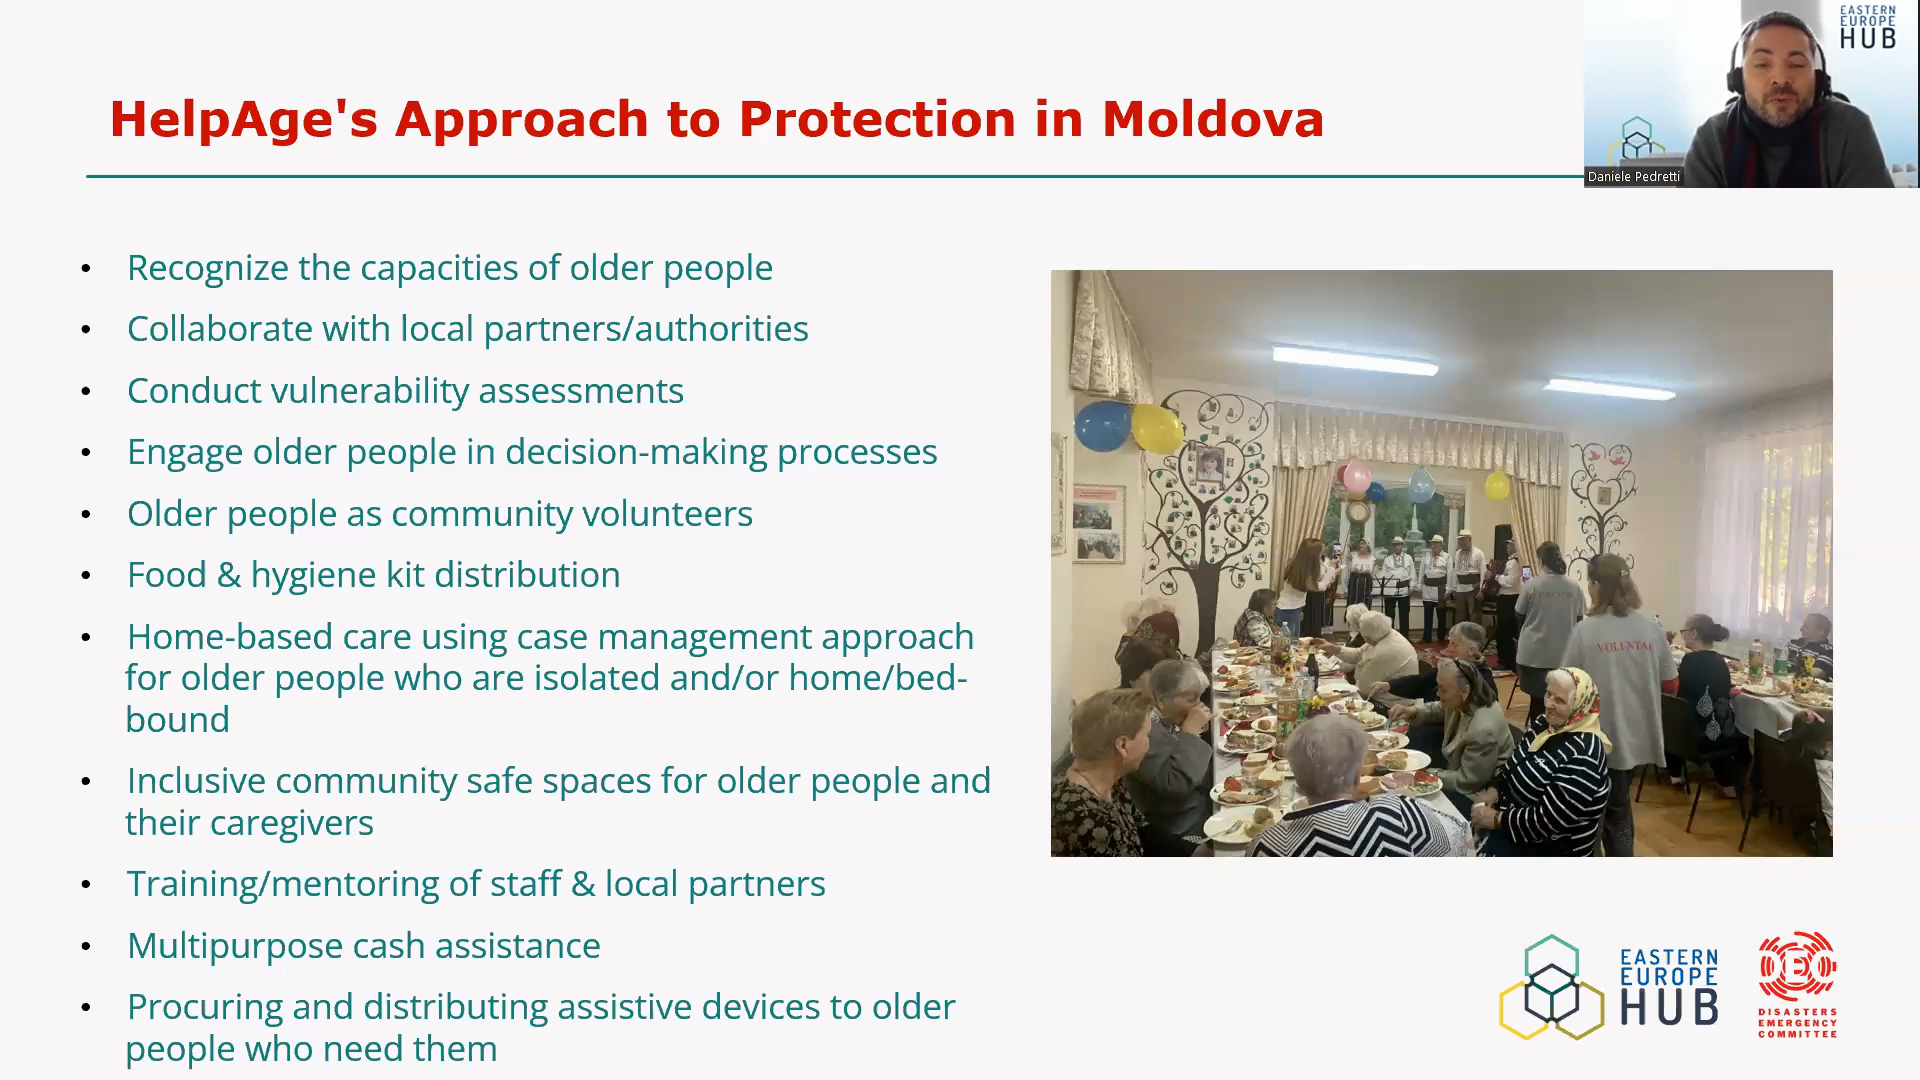 EASTERN
EUROPE
HUB
HelpAge's Approach to Protection in Moldova
Daniele Pedretti
• Recognize the capacities of older people
• Collaborate with local partners/authorities
• Conduct vulnerability assessments
• Engage older people in decision-making processes
• Older people as community volunteers
• Food & hygiene kit distribution
• Home-based care using case management approach
for older people who are isolated and/or home/bed-
bound
• Inclusive community safe spaces for older people and
their caregivers
• Training/mentoring of staff & local partners
• Multipurpose cash assistance
• Procuring and distributing assistive devices to older
people who need them
VOLUNTAR
EASTERN
EUROPE
HUB
DEC
DISASTERS
EMERGENCY
COMMITTEE